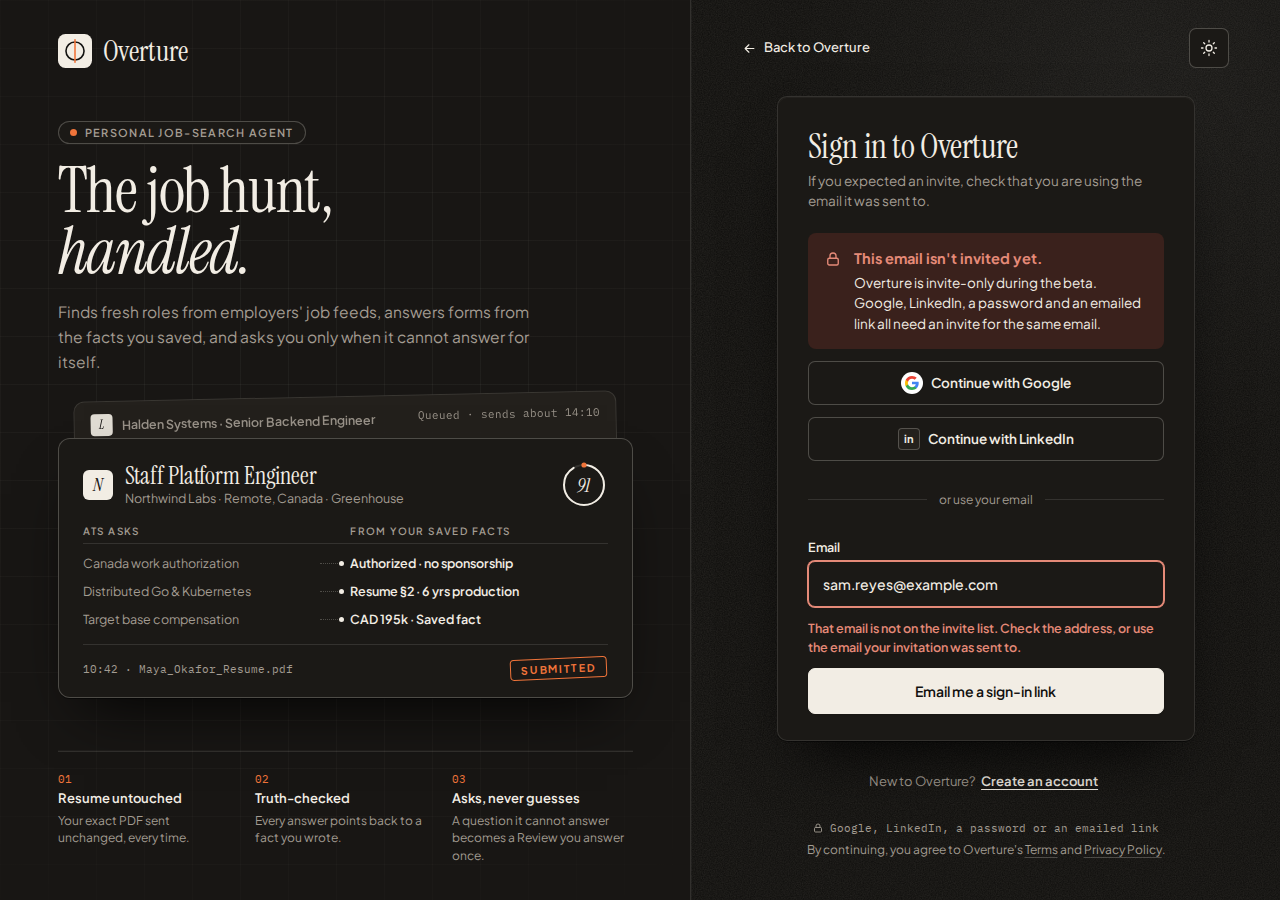 Overture
PERSONAL JOB-SEARCH AGENT
The job hunt,
handled.
Finds fresh roles from employers' job feeds, answers forms from
the facts you saved, and asks you only when it cannot answer for
itself.
L Halden Systems · Senior Backend Engineer Queued · sends about 14:10
N Staff Platform Engineer
Northwind Labs · Remote, Canada · Greenhouse
91
ATS ASKS FROM YOUR SAVED FACTS
Canada work authorization Authorized · no sponsorship
Distributed Go & Kubernetes Resume §2 · 6 yrs production
Target base compensation CAD 195k · Saved fact
10:42 · Maya_Okafor_Resume.pdf SUBMITTED
01
Resume untouched
Your exact PDF sent
unchanged, every time.
02
Truth-checked
Every answer points back to a
fact you wrote.
03
Asks, never guesses
A question it cannot answer
becomes a Review you answer
once.
← Back to Overture
Sign in to Overture
If you expected an invite, check that you are using the
email it was sent to.
This email isn't invited yet.
Overture is invite-only during the beta.
Google, LinkedIn, a password and an emailed
link all need an invite for the same email.
Continue with Google
in Continue with LinkedIn
or use your email
Email
sam.reyes@example.com
That email is not on the invite list. Check the address, or use
the email your invitation was sent to.
Email me a sign-in link
New to Overture? Create an account
Google, LinkedIn, a password or an emailed link
By continuing, you agree to Overture's Terms and Privacy Policy.